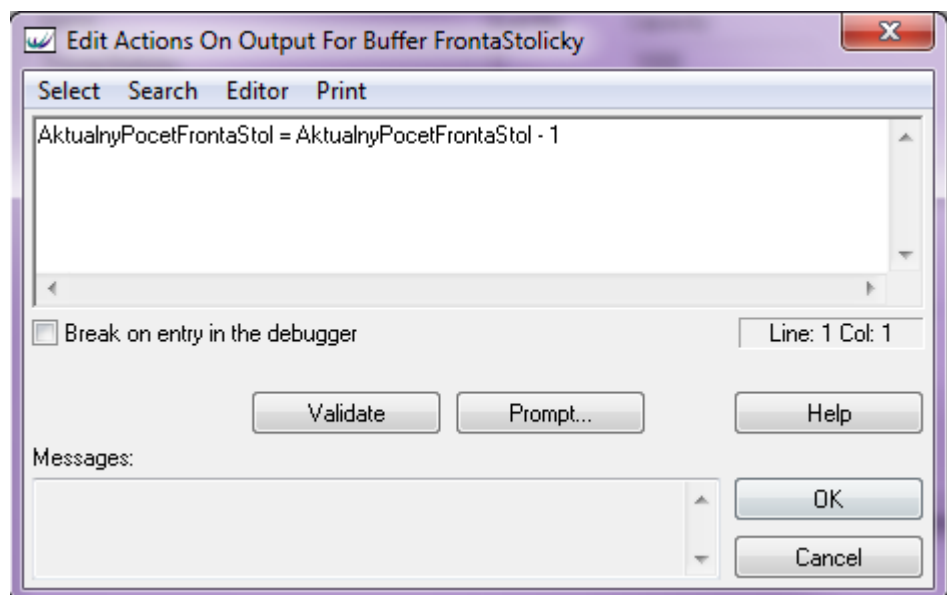 Edit Actions On Output For Buffer FrontaStolicky
Select Search Editor Print
AktualnyPocetFrontaStol = AktualnyPocetFrontaStol - 1
Break on entry in the debugger
Line: 1 Col: 1
Validate
Prompt...
Help
Messages:
OK
Cancel